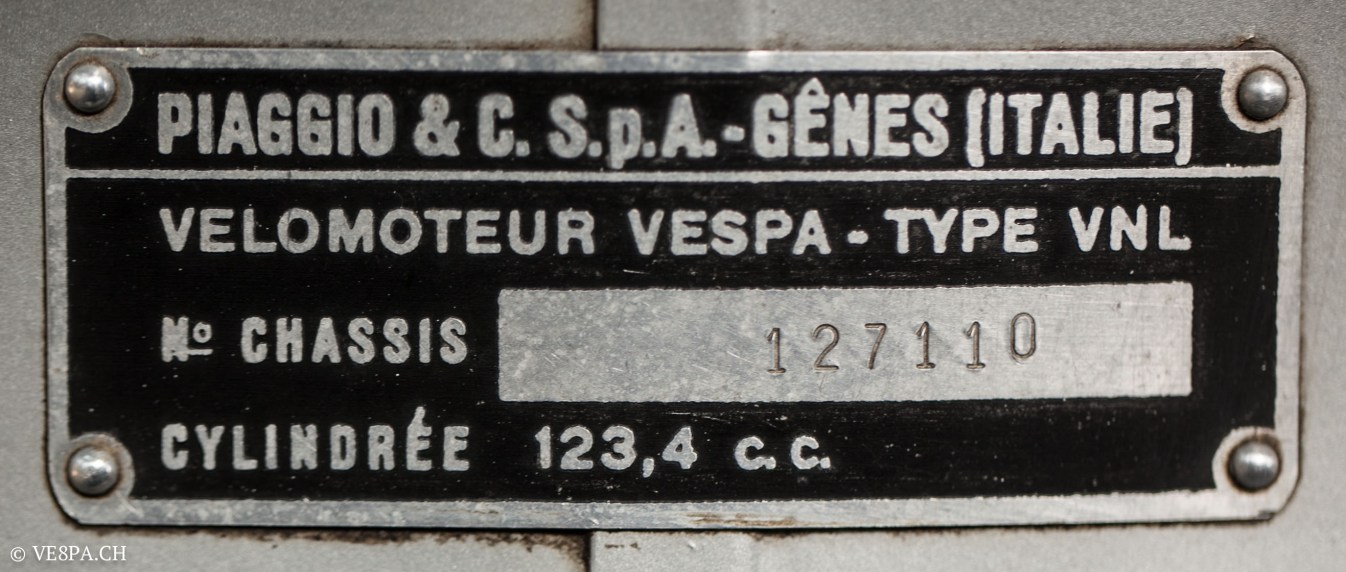 PIAGGIO & C. S.p.A.-GÊNES (ITALIE)
VELOMOTEUR VESPA - TYPE VNL
Nº CHASSIS 127110
CYLINDRÉE 123,4 c.c.
© VE8PA.CH